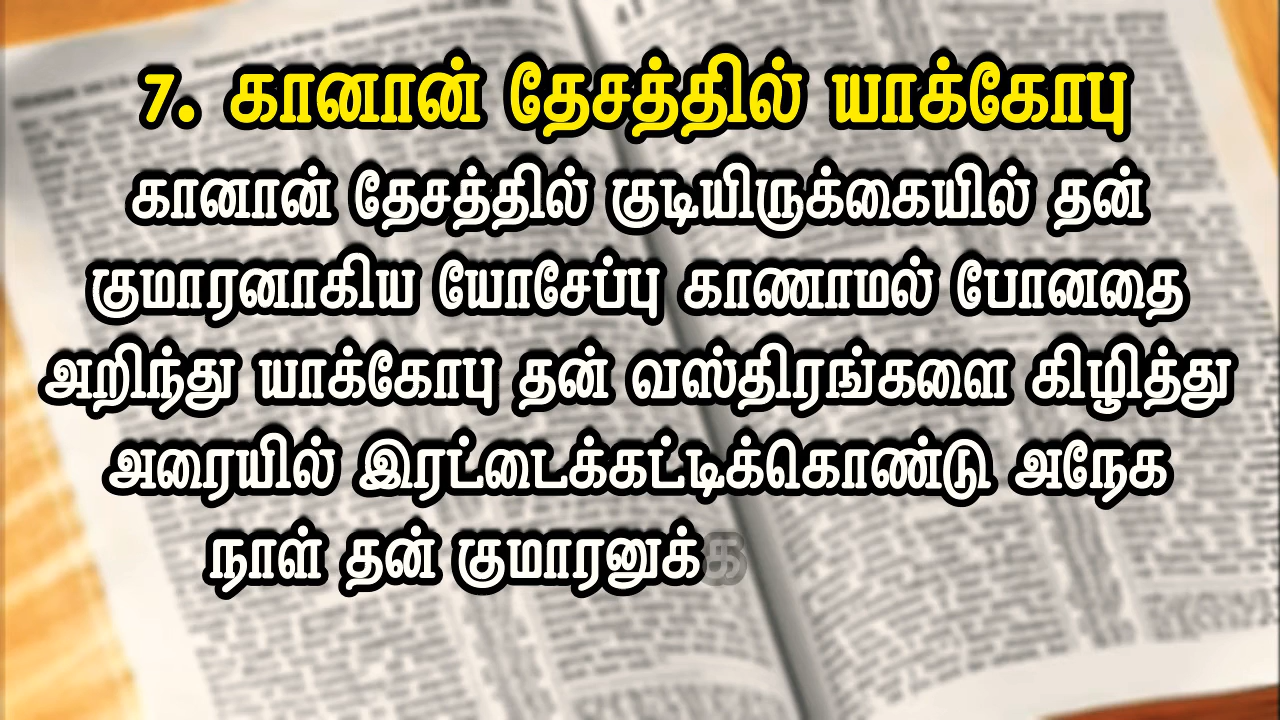 7. கானான் தேசத்தில் யாக்கோபு
கானான் தேசத்தில் குடியிருக்கையில் தன்
குமாரனாகிய யோசேப்பு காணாமல் போனதை
அறிந்து யாக்கோபு தன் வஸ்திரங்களை கிழித்து
அரையில் இரட்டைக்கட்டிக்கொண்டு அநேக
நாள் தன் குமாரனுக்க